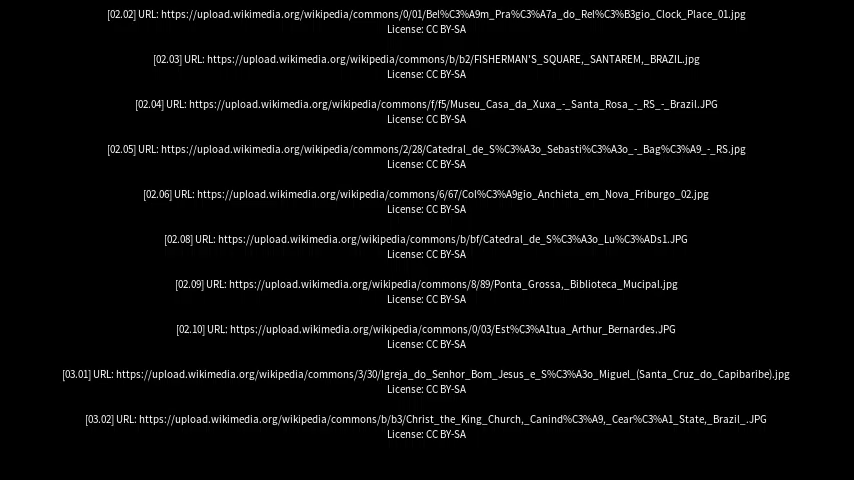 [02.02] URL: https://upload.wikimedia.org/wikipedia/commons/0/01/Bel%C3%A9m_Pra%C3%A7a_do_Rel%C3%B3gio_Clock_Place_01.jpg
License: CC BY-SA
[02.03] URL: https://upload.wikimedia.org/wikipedia/commons/b/b2/FISHERMAN'S_SQUARE,_SANTAREM,_BRAZIL.jpg
License: CC BY-SA
[02.04] URL: https://upload.wikimedia.org/wikipedia/commons/f/f5/Museu_Casa_da_Xuxa_-_Santa_Rosa_-_RS_-_Brazil.JPG
License: CC BY-SA
[02.05] URL: https://upload.wikimedia.org/wikipedia/commons/2/28/Catedral_de_S%C3%A3o_Sebasti%C3%A3o_-_Bag%C3%A9_-_RS.jpg
License: CC BY-SA
[02.06] URL: https://upload.wikimedia.org/wikipedia/commons/6/67/Col%C3%A9gio_Anchieta_em_Nova_Friburgo_02.jpg
License: CC BY-SA
[02.08] URL: https://upload.wikimedia.org/wikipedia/commons/b/bf/Catedral_de_S%C3%A3o_Lu%C3%ADs1.JPG
License: CC BY-SA
[02.09] URL: https://upload.wikimedia.org/wikipedia/commons/8/89/Ponta_Grossa,_Biblioteca_Mucipal.jpg
License: CC BY-SA
[02.10] URL: https://upload.wikimedia.org/wikipedia/commons/0/03/Est%C3%A1tua_Arthur_Bernardes.JPG
License: CC BY-SA
[03.01] URL: https://upload.wikimedia.org/wikipedia/commons/3/30/Igreja_do_Senhor_Bom_Jesus_e_S%C3%A3o_Miguel_(Santa_Cruz_do_Capibaribe).jpg
License: CC BY-SA
[03.02] URL: https://upload.wikimedia.org/wikipedia/commons/b/b3/Christ_the_King_Church,_Canind%C3%A9,_Cear%C3%A1_State,_Brazil_.JPG
License: CC BY-SA